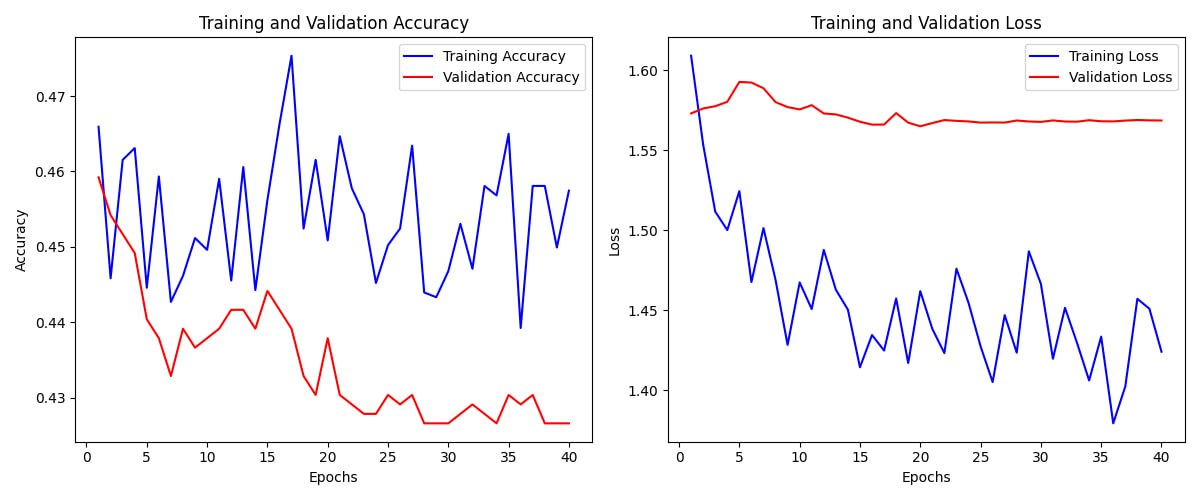 Training and Validation Accuracy
Training Accuracy
Validation Accuracy
0.47
0.46
0.45
0.44
0.43
Accuracy
0 5 10 15 20 25 30 35 40
Epochs
Training and Validation Loss
Training Loss
Validation Loss
1.60
1.55
1.50
1.45
1.40
Loss
0 5 10 15 20 25 30 35 40
Epochs